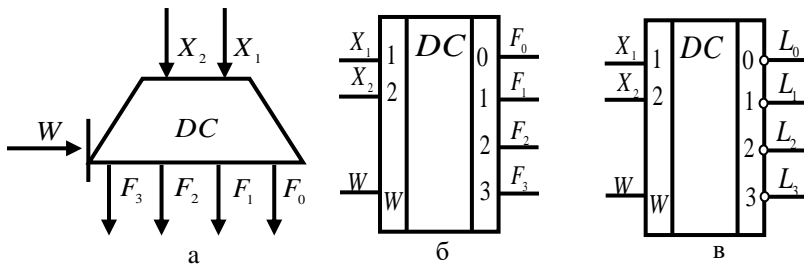 X₂ X₁
W
DC
F₃ F₂ F₁ F₀
а
DC
X₁ 1 0 F₀
X₂ 2 1 F₁
2 F₂
W W 3 F₃
б
DC
X₁ 1 0 L₀
X₂ 2 1 L₁
2 L₂
W W 3 L₃
в